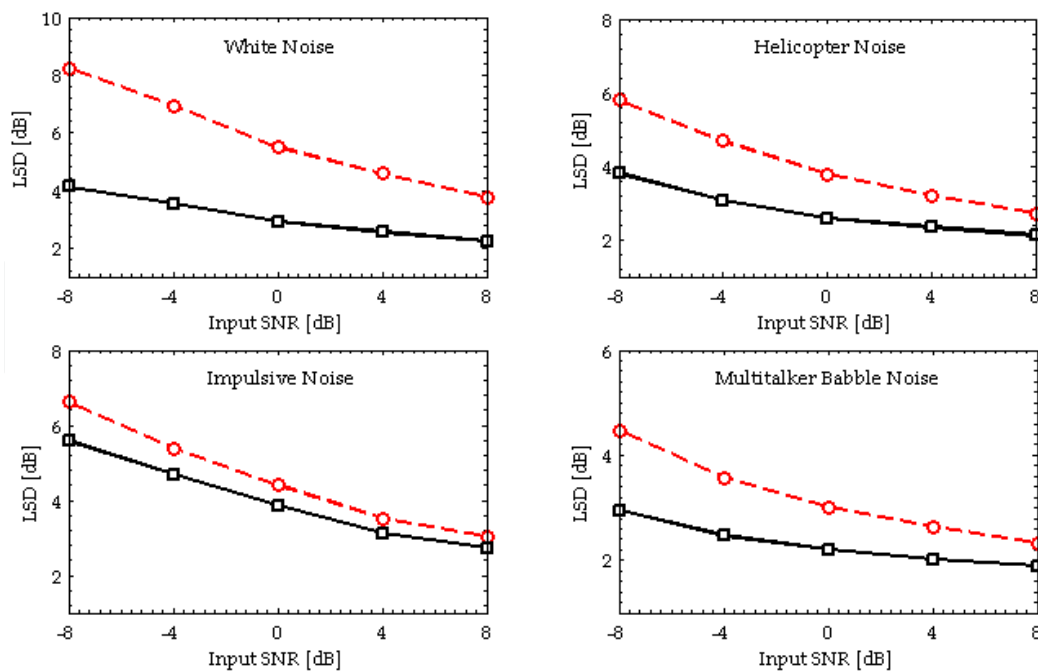 10
8
6
4
2
LSD [dB]
White Noise
-8 -4 0 4 8
Input SNR [dB]
8
6
4
2
LSD [dB]
Helicopter Noise
-8 -4 0 4 8
Input SNR [dB]
8
6
4
2
LSD [dB]
Impulsive Noise
-8 -4 0 4 8
Input SNR [dB]
6
4
2
LSD [dB]
Multitalker Babble Noise
-8 -4 0 4 8
Input SNR [dB]